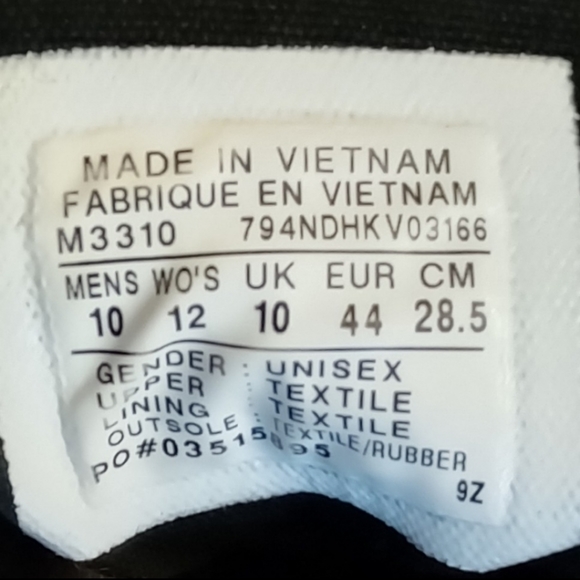 MADE IN VIETNAM
FABRIQUE EN VIETNAM
M3310 794NDHKV03166
MENS WO'S UK EUR CM
10 12 10 44 28.5
GENDER : UNISEX
UPPER : TEXTILE
LINING : TEXTILE
OUTSOLE : TEXTILE/RUBBER
9Z